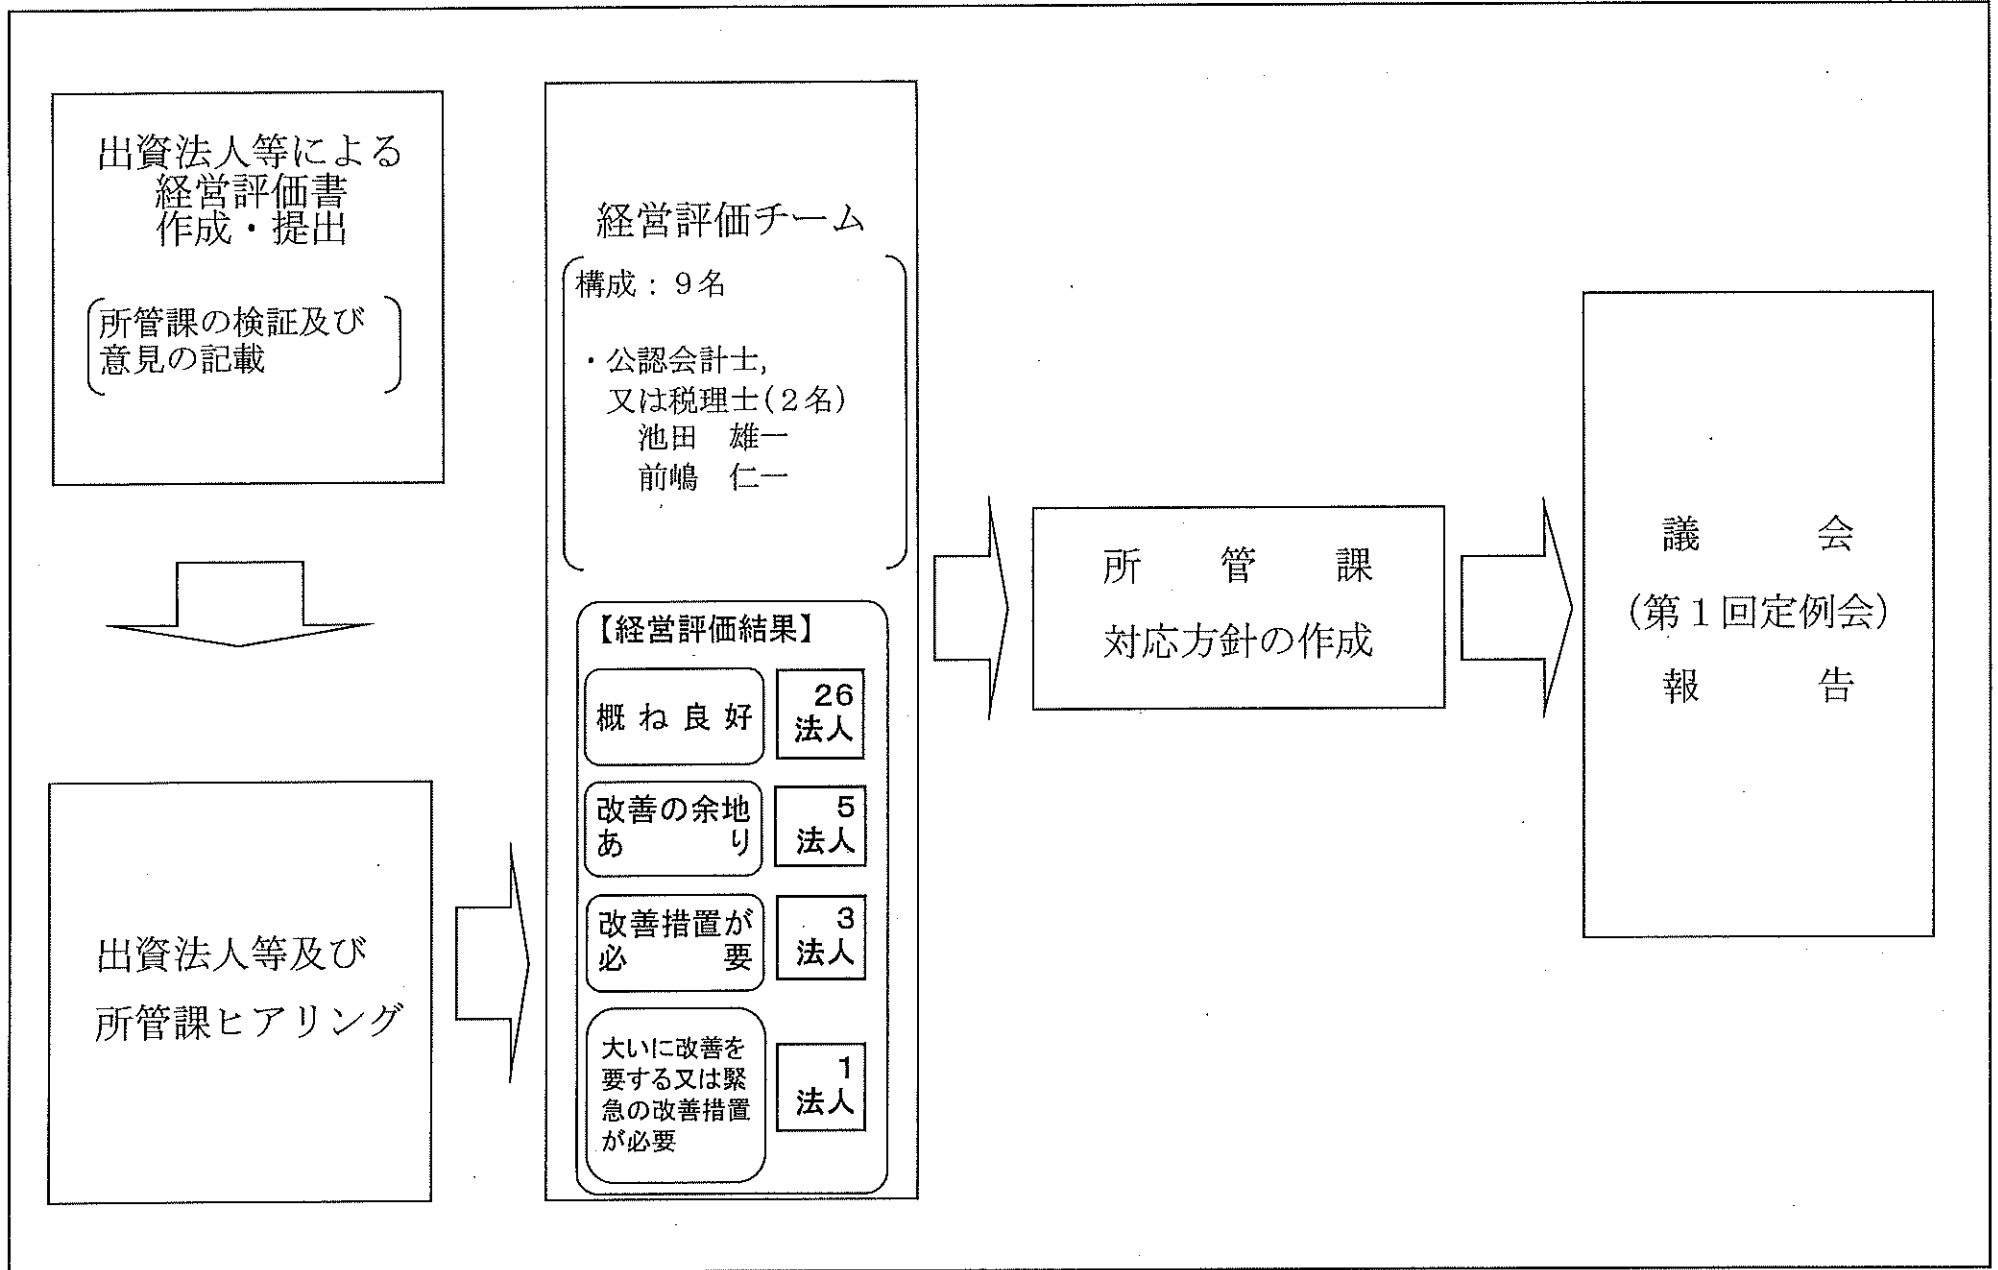 出資法人等による
経営評価書
作成・提出
所管課の検証及び
意見の記載
出資法人等及び
所管課ヒアリング
経営評価チーム
構成：９名
・公認会計士,
又は税理士(２名)
池田　雄一
前嶋　仁一
【経営評価結果】
概ね良好
26
法人
改善の余地
あり
5
法人
改善措置が
必要
3
法人
大いに改善を
要する又は緊
急の改善措置
が必要
1
法人
所管課
対応方針の作成
議会
(第１回定例会)
報告